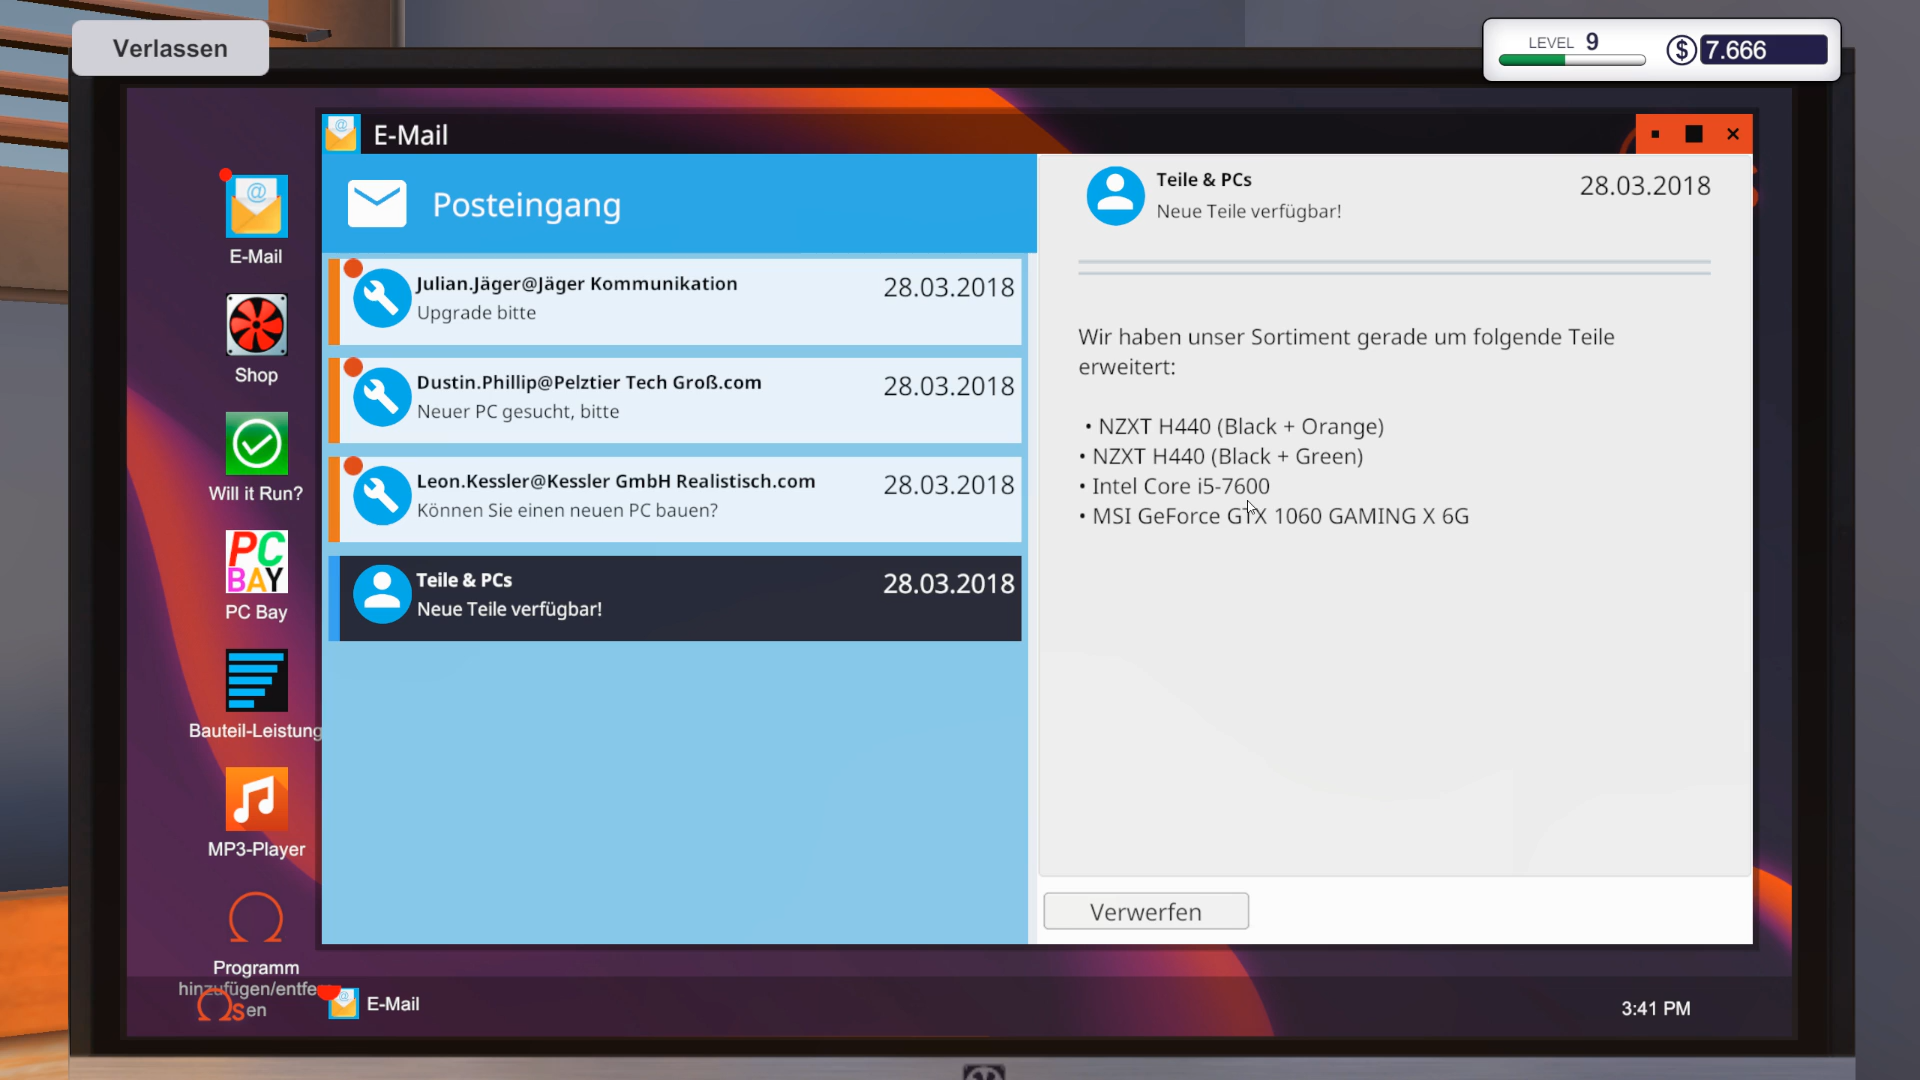 Verlassen
LEVEL 9
$ 7.666
E-Mail
Posteingang
Julian.Jäger@Jäger Kommunikation
28.03.2018
Upgrade bitte
Dustin.Phillip@Pelztier Tech Groß.com
28.03.2018
Neuer PC gesucht, bitte
Leon.Kessler@Kessler GmbH Realistisch.com
28.03.2018
Können Sie einen neuen PC bauen?
Teile & PCs
28.03.2018
Neue Teile verfügbar!
Teile & PCs
28.03.2018
Neue Teile verfügbar!
Wir haben unser Sortiment gerade um folgende Teile
erweitert:
• NZXT H440 (Black + Orange)
• NZXT H440 (Black + Green)
• Intel Core i5-7600
• MSI GeForce GTX 1060 GAMING X 6G
Verwerfen
E-Mail
Shop
Will it Run?
PC
BAY
PC Bay
Bauteil-Leistung
MP3-Player
Programm
hinzufügen/entfe
sen
Ωs
E-Mail
3:41 PM